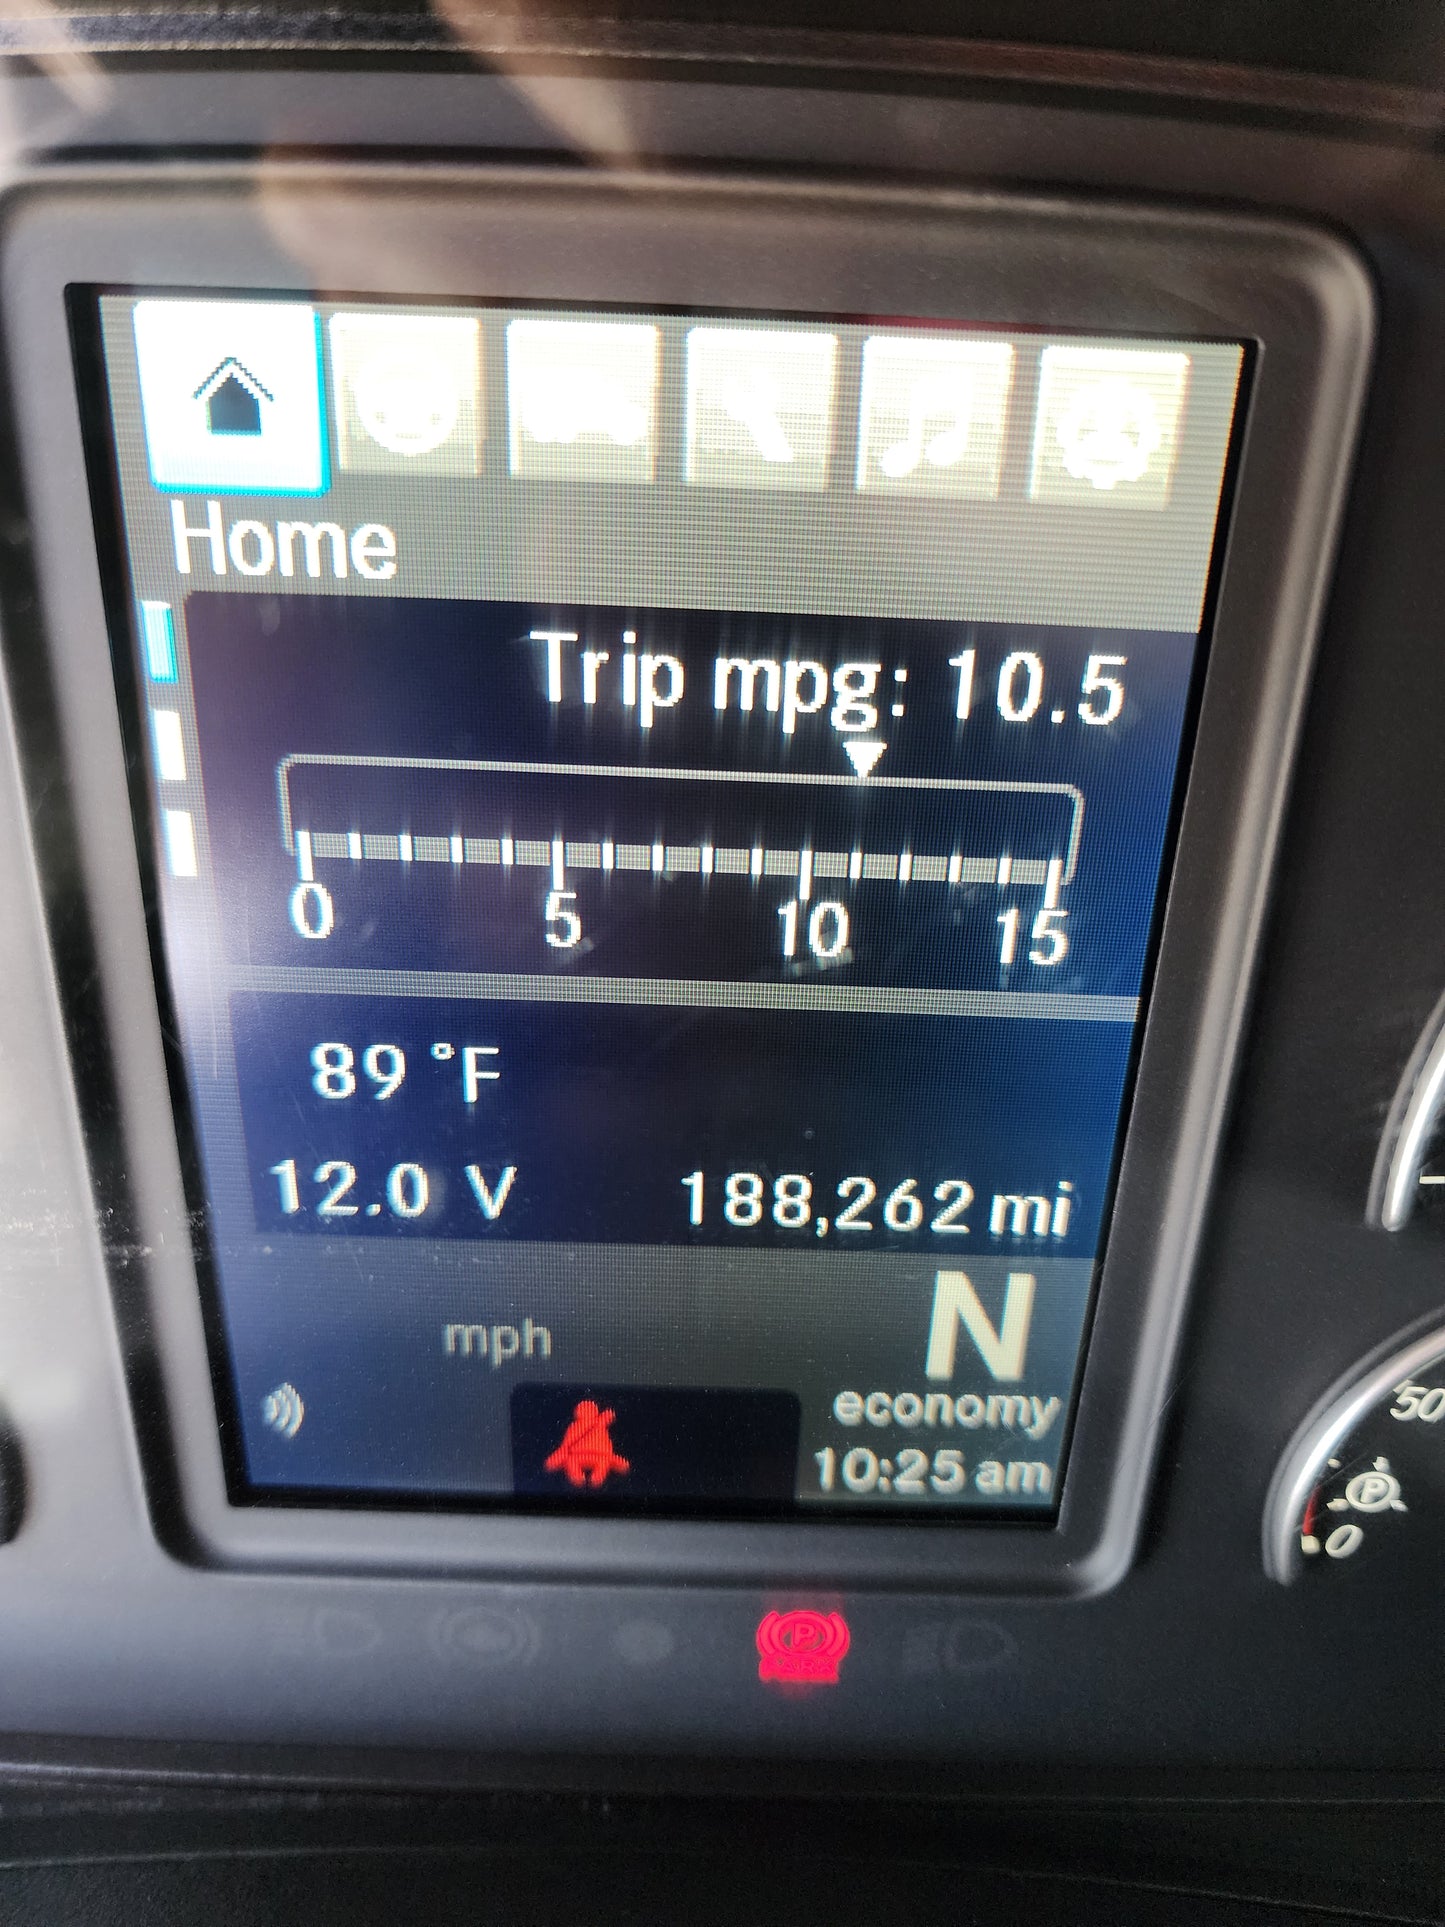 Home
Trip mpg: 10.5
0 5 10 15
89 °F
12.0 V 188,262 mi
mph N
economy
10:25 am
50
P
0
P
PARK